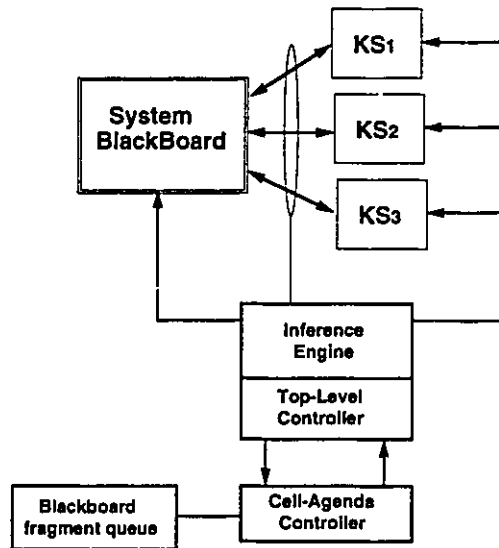 KS1
System
BlackBoard
KS2
KS3
Inference
Engine
Top-Level
Controller
Blackboard
fragment queue
Cell-Agenda
Controller